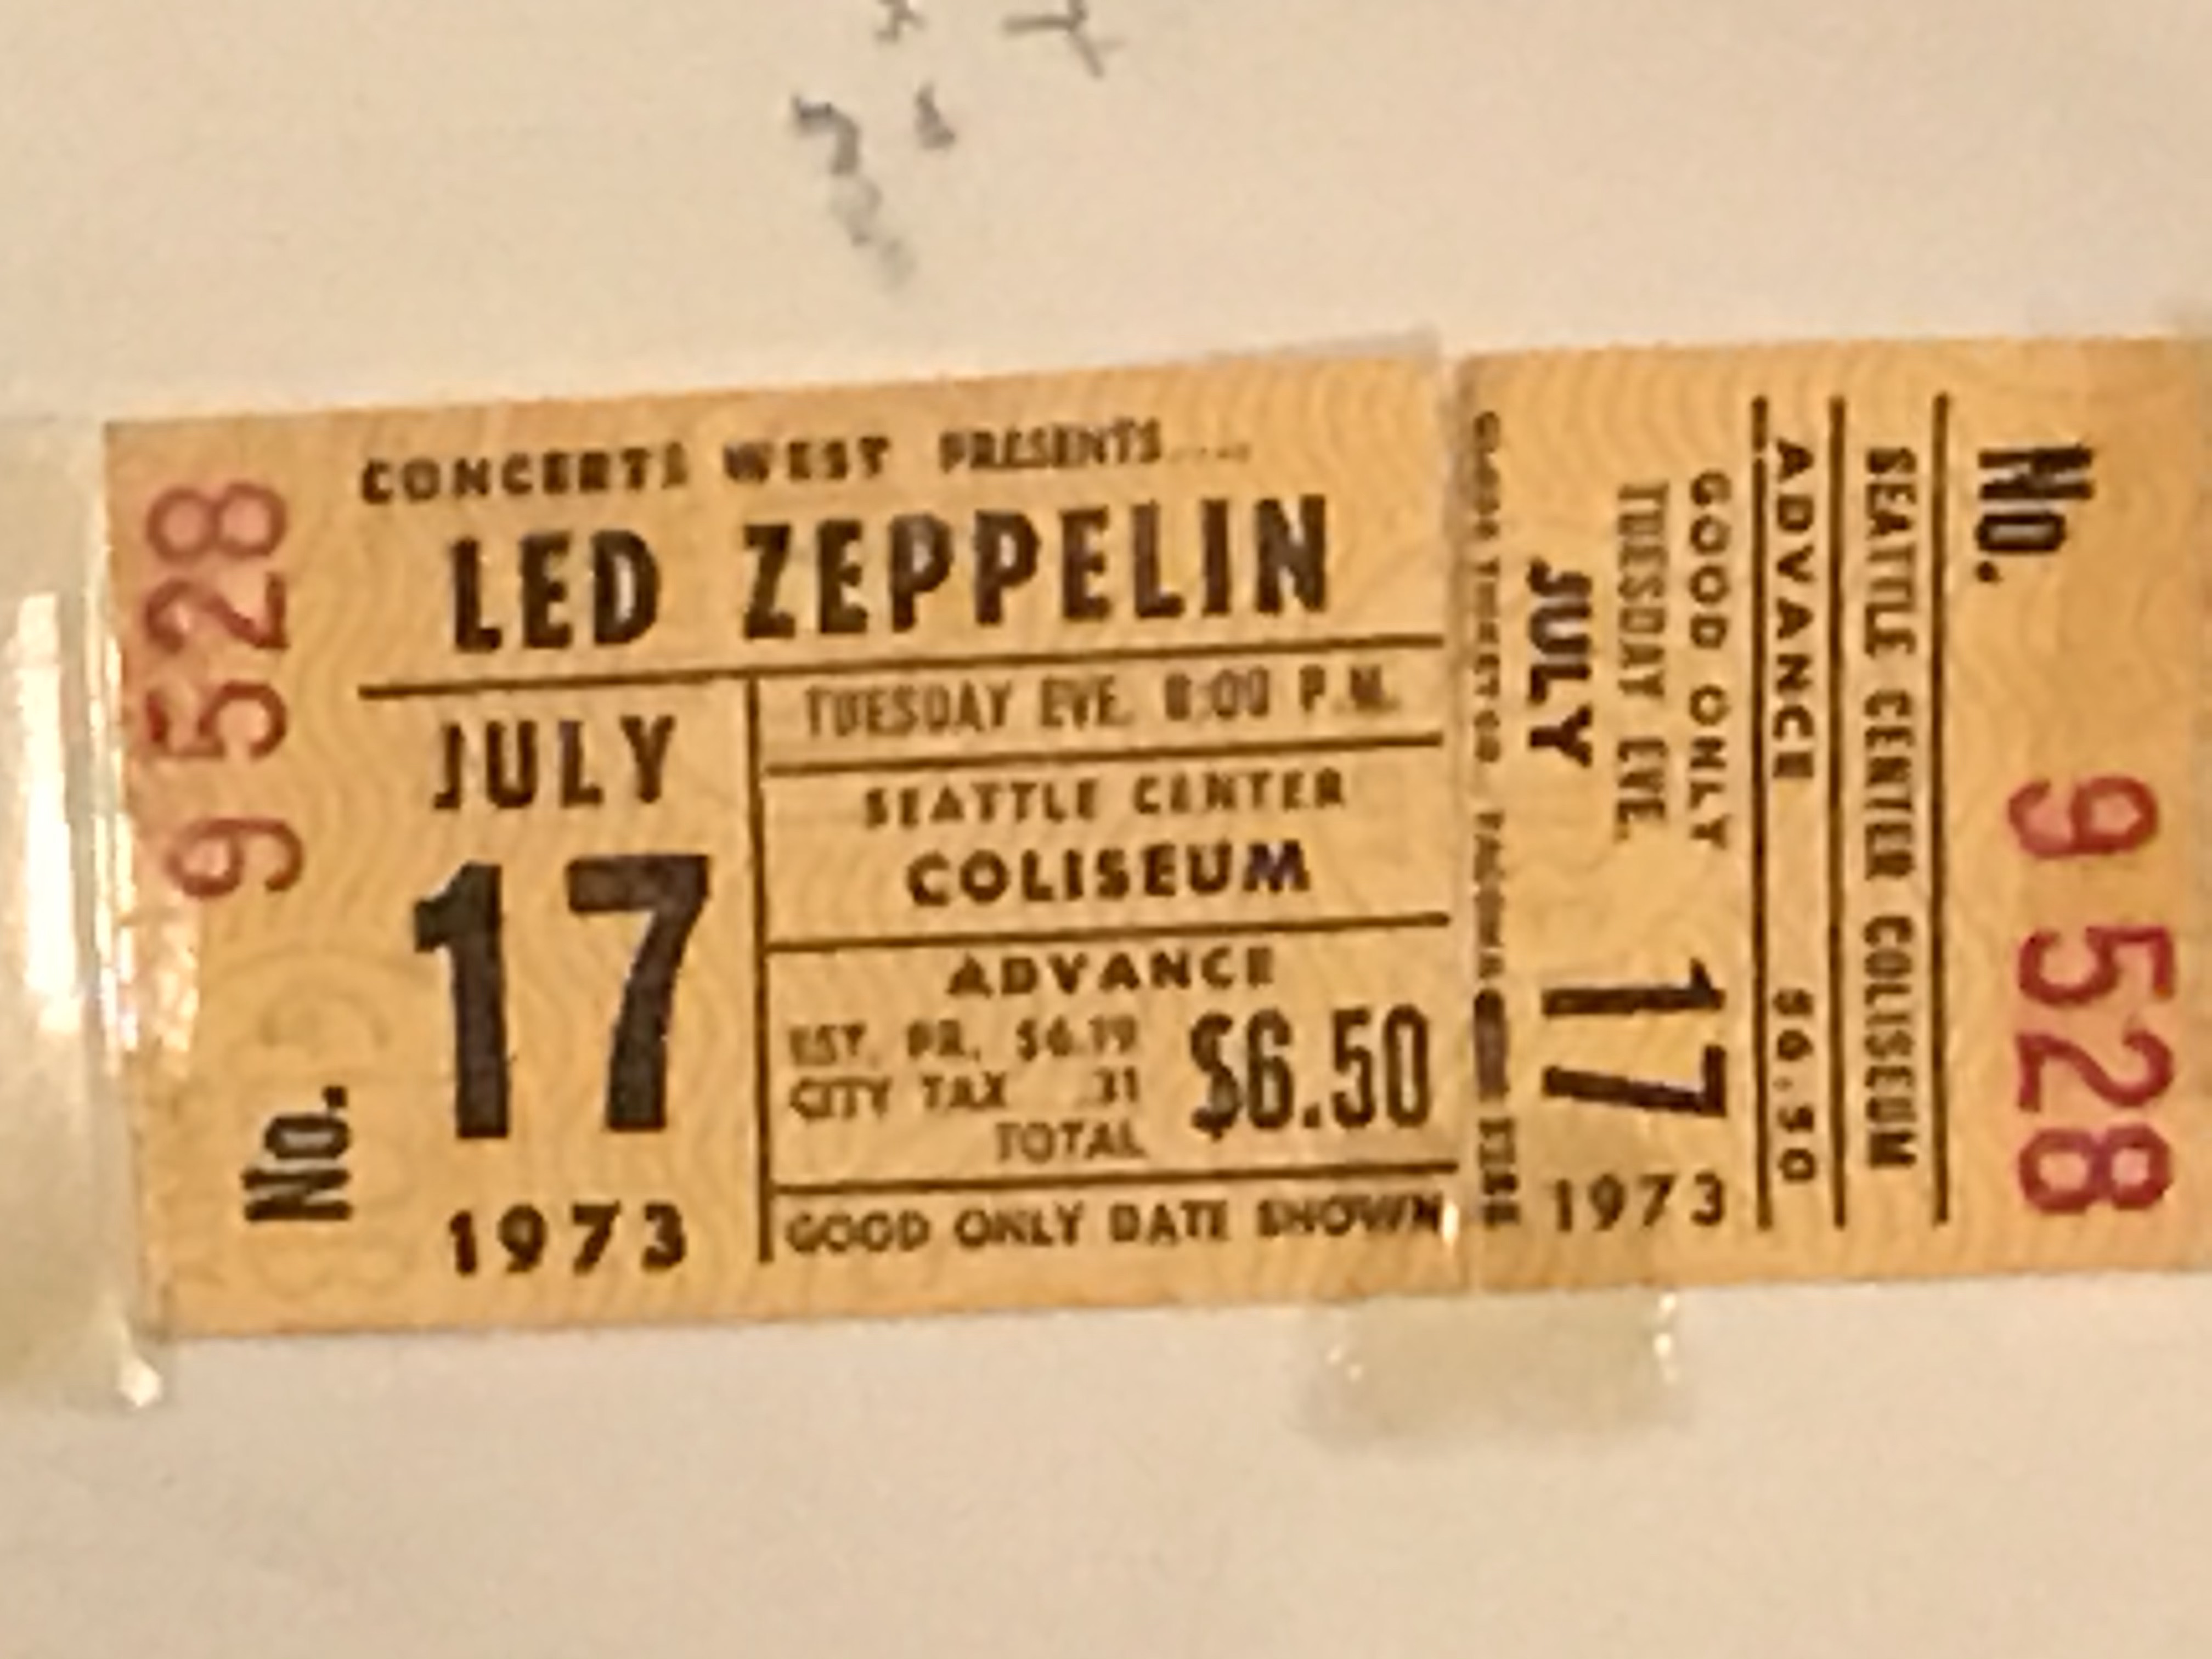 9528
No.
CONCERTS WEST PRESENTS.....
LED ZEPPELIN
JULY
17
1973
TUESDAY EVE. 8:00 P.M.
SEATTLE CENTER
COLISEUM
ADVANCE
EST. PR. $6.19
CITY TAX .31
TOTAL $6.50
GOOD ONLY DATE SHOWN
No. 9528
SEATTLE CENTER COLISEUM
ADVANCE $6.50
GOOD ONLY
TUESDAY EVE.
JULY 17
1973